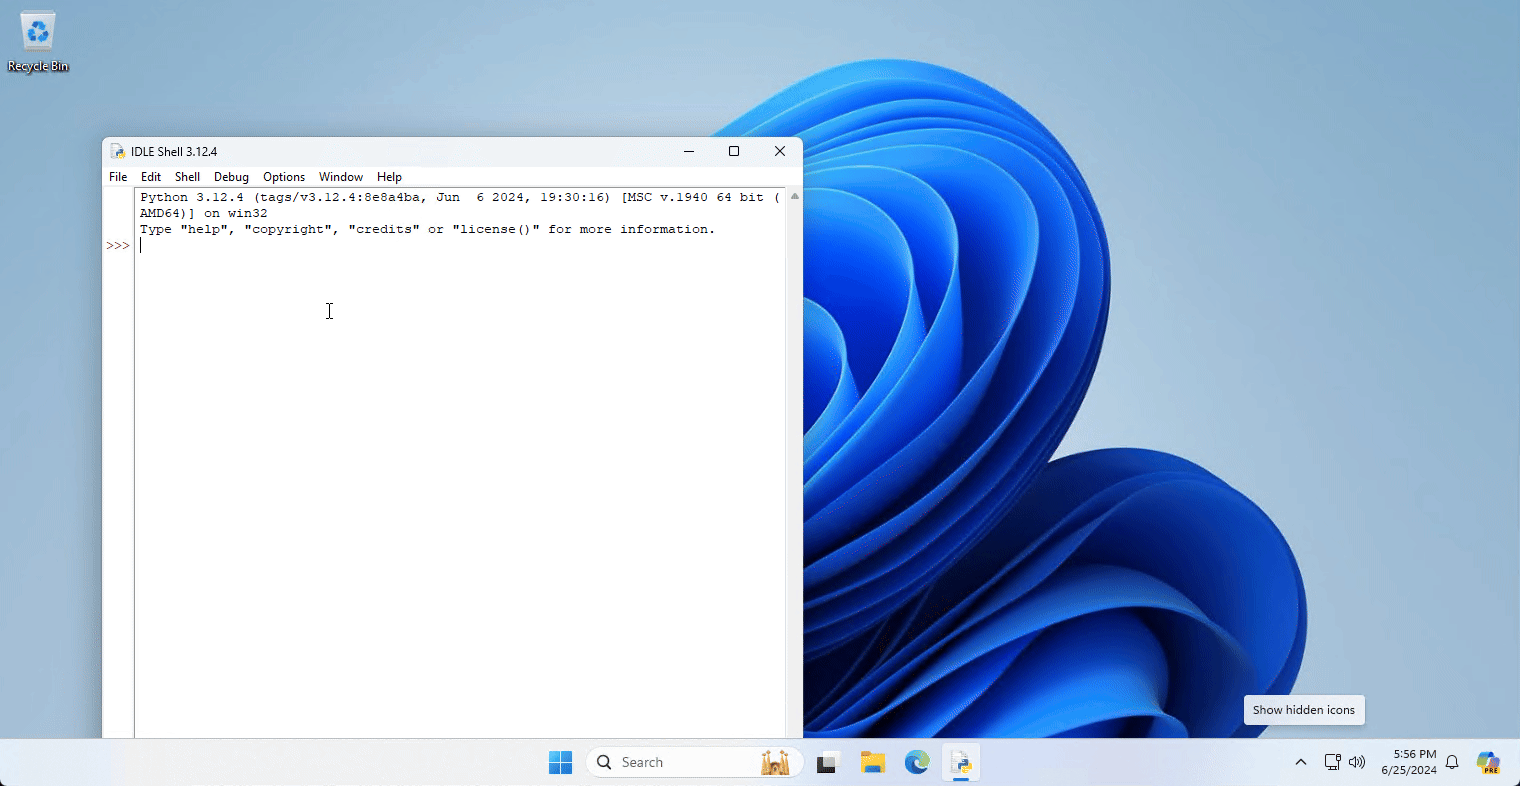 Recycle Bin
IDLE Shell 3.12.4
File Edit Shell Debug Options Window Help
Python 3.12.4 (tags/v3.12.4:8e8a4ba, Jun  6 2024, 19:30:16) [MSC v.1940 64 bit (
AMD64)] on win32
Type "help", "copyright", "credits" or "license()" for more information.
>>>
Show hidden icons
Search
5:56 PM
6/25/2024
PRE